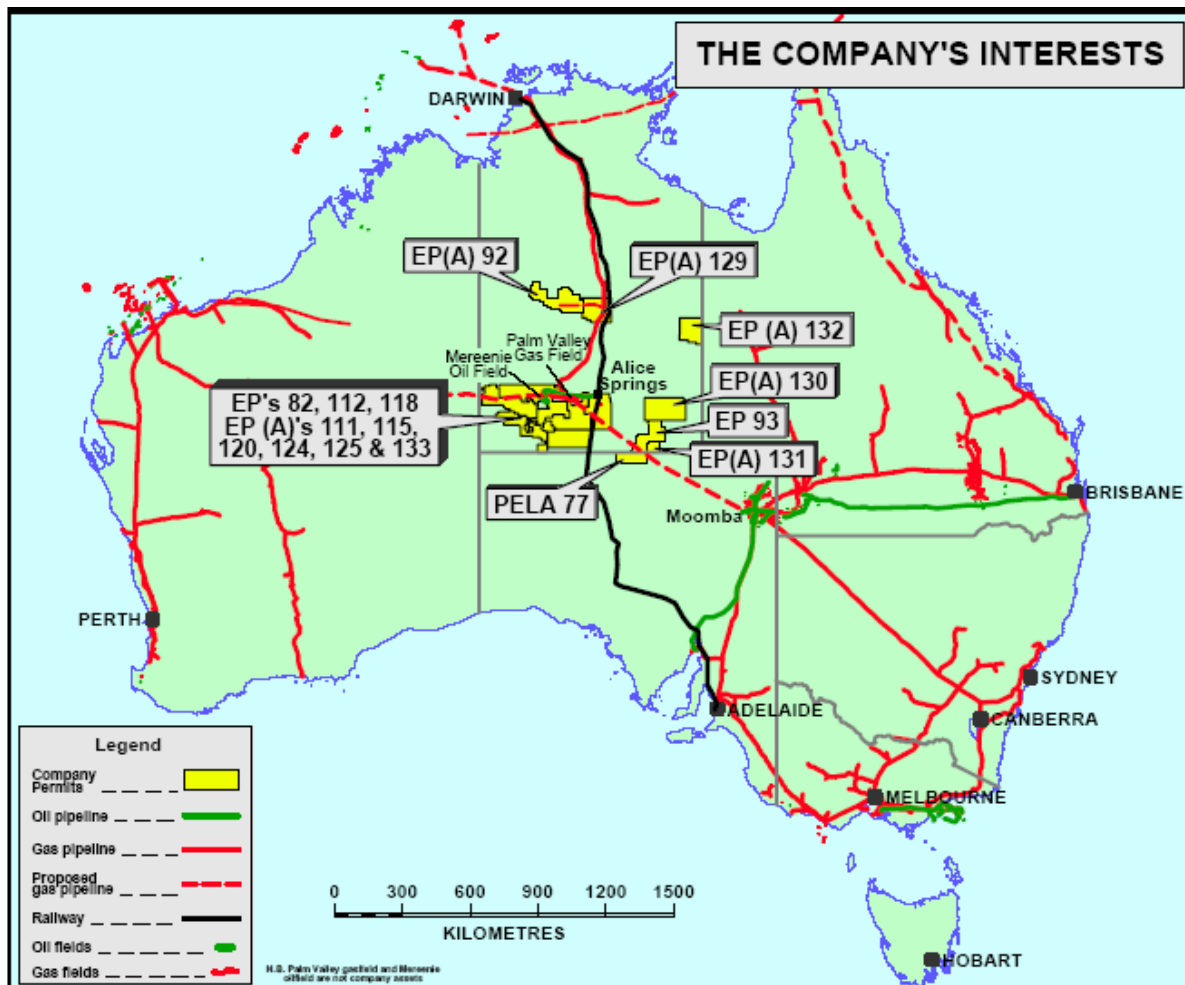 THE COMPANY'S INTERESTS
DARWIN
EP(A) 92
EP(A) 129
EP (A) 132
Palm Valley
Gas Field
Mereenie
Oil Field
Alice
Springs
EP(A) 130
EP's 82, 112, 118
EP (A)'s 111, 115,
120, 124, 125 & 133
EP 93
EP(A) 131
PELA 77
Moomba
BRISBANE
PERTH
SYDNEY
ADELAIDE
CANBERRA
MELBOURNE
HOBART
Legend
Company
Permits
Oil pipeline
Gas pipeline
Proposed
gas pipeline
Railway
Oil fields
Gas fields
0 300 600 900 1200 1500
KILOMETRES
N.B. Palm Valley gasfield and Mereenie
oilfield are not company assets